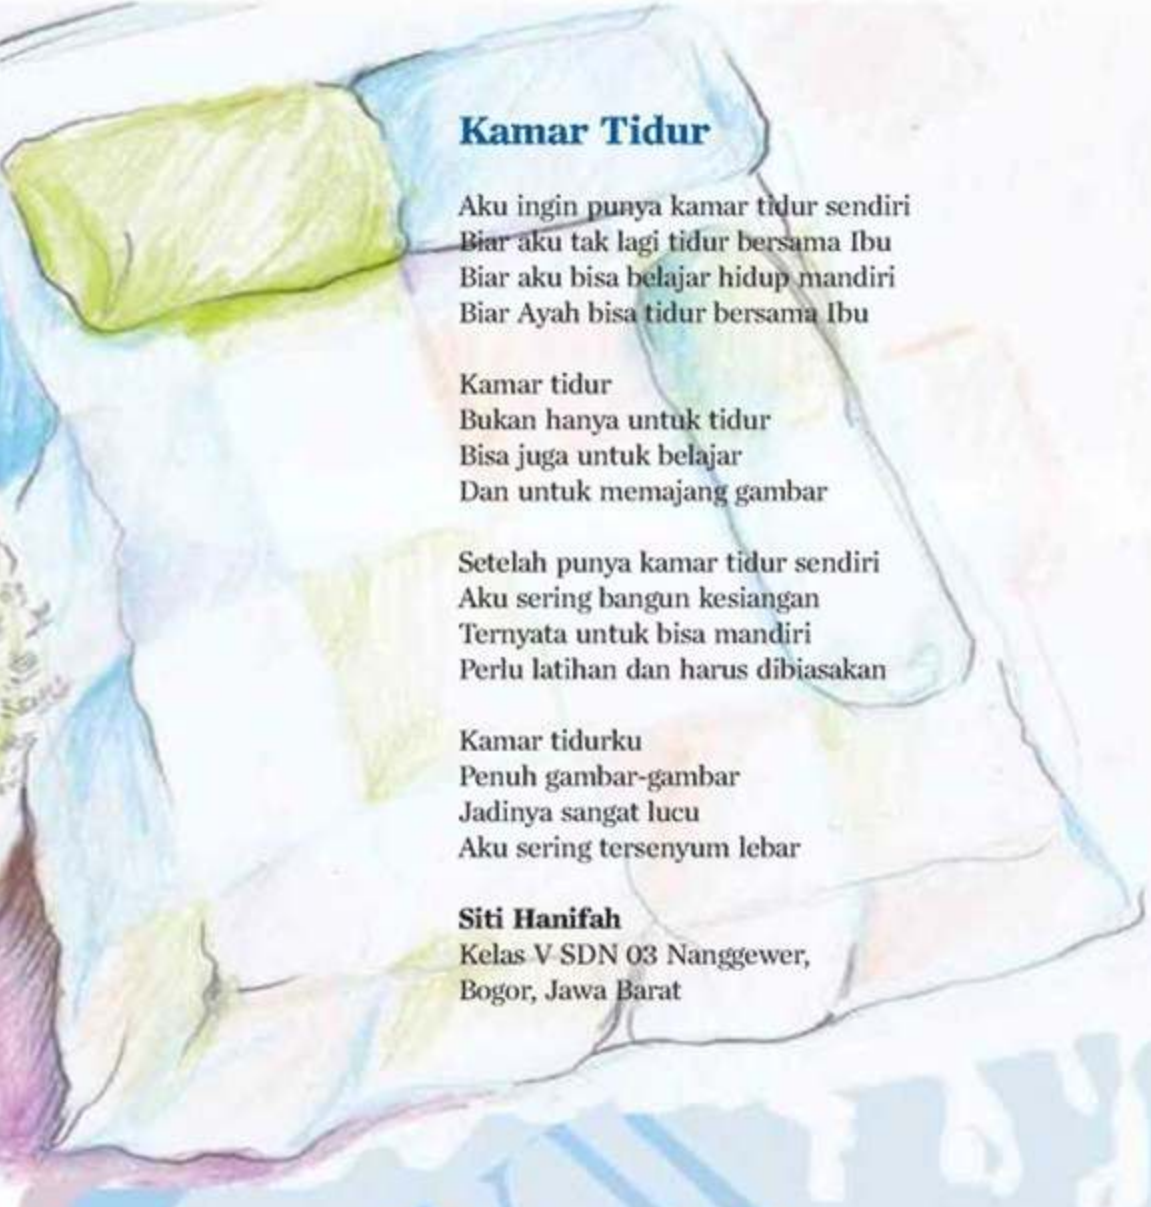 Kamar Tidur
Aku ingin punya kamar tidur sendiri
Biar aku tak lagi tidur bersama Ibu
Biar aku bisa belajar hidup mandiri
Biar Ayah bisa tidur bersama Ibu
Kamar tidur
Bukan hanya untuk tidur
Bisa juga untuk belajar
Dan untuk memajang gambar
Setelah punya kamar tidur sendiri
Aku sering bangun kesiangan
Ternyata untuk bisa mandiri
Perlu latihan dan harus dibiasakan
Kamar tidurku
Penuh gambar-gambar
Jadinya sangat lucu
Aku sering tersenyum lebar
Siti Hanifah
Kelas V SDN 03 Nanggewer,
Bogor, Jawa Barat